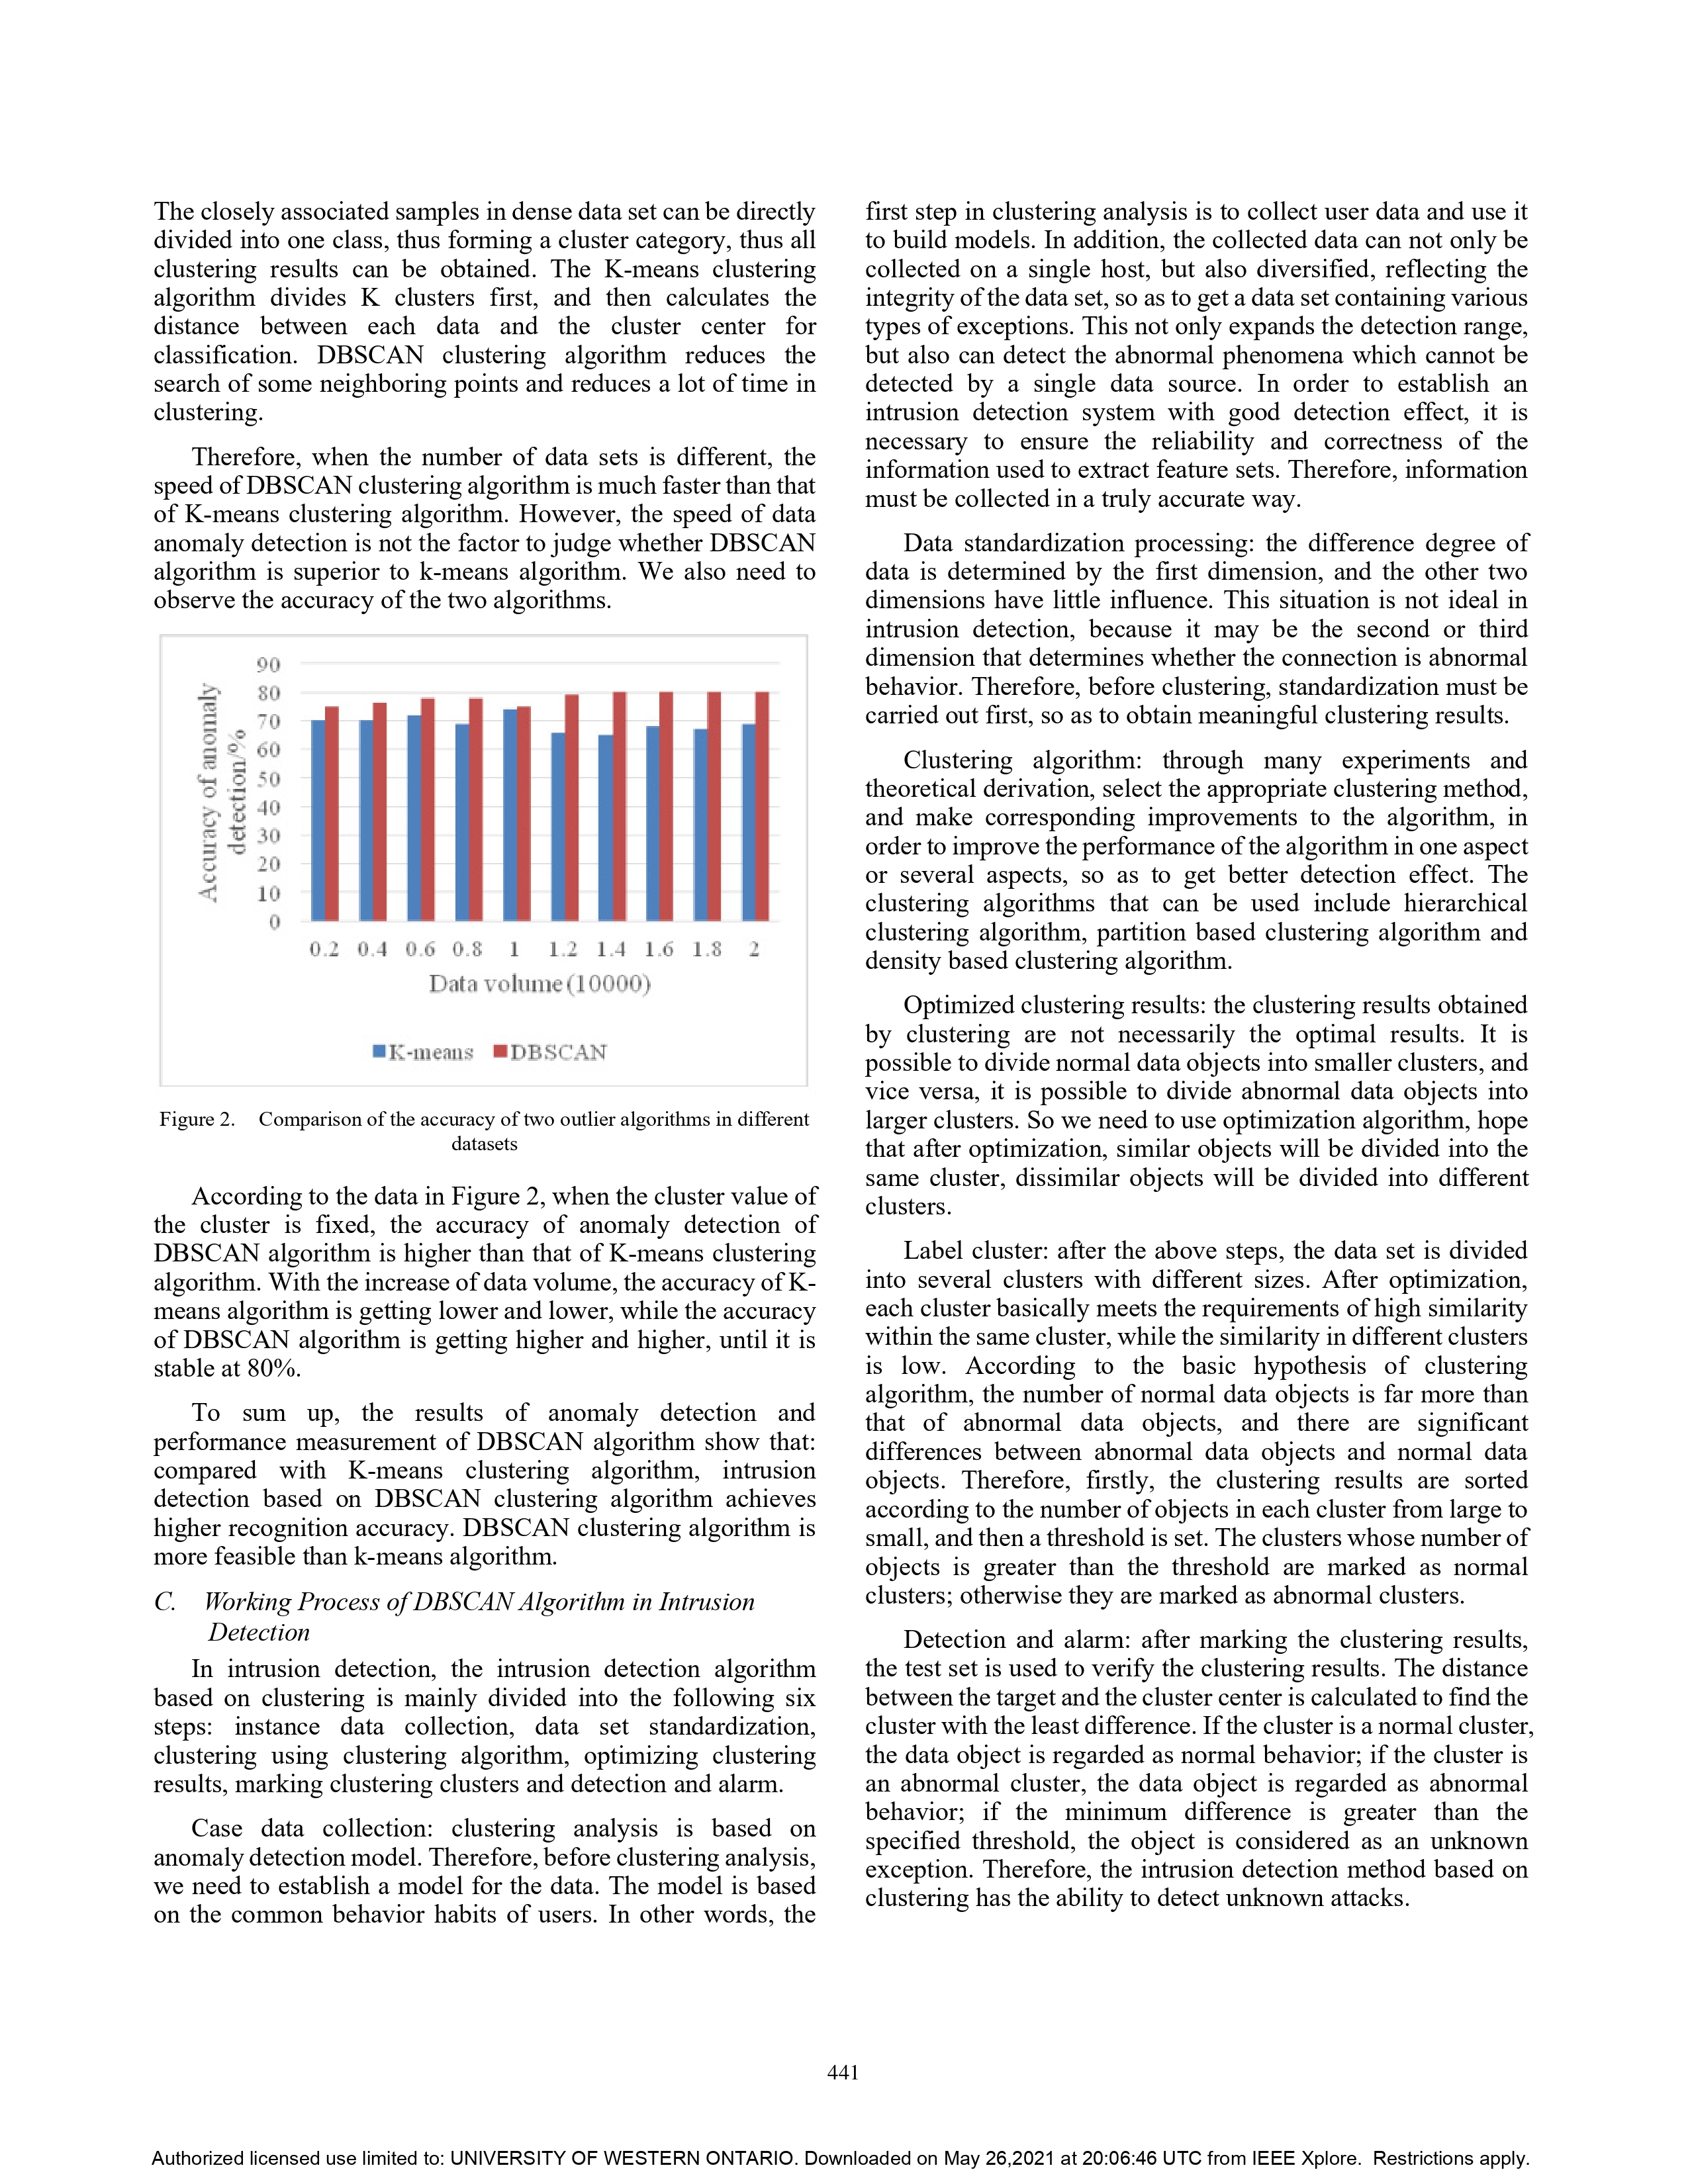 The closely associated samples in dense data set can be directly
divided into one class, thus forming a cluster category, thus all
clustering results can be obtained. The K-means clustering
algorithm divides K clusters first, and then calculates the
distance between each data and the cluster center for
classification. DBSCAN clustering algorithm reduces the
search of some neighboring points and reduces a lot of time in
clustering.
Therefore, when the number of data sets is different, the
speed of DBSCAN clustering algorithm is much faster than that
of K-means clustering algorithm. However, the speed of data
anomaly detection is not the factor to judge whether DBSCAN
algorithm is superior to k-means algorithm. We also need to
observe the accuracy of the two algorithms.
Accuracy of anomaly
detection/%
90
80
70
60
50
40
30
20
10
0
0.2 0.4 0.6 0.8 1 1.2 1.4 1.6 1.8 2
Data volume(10000)
K-means DBSCAN
Figure 2. Comparison of the accuracy of two outlier algorithms in different
datasets
According to the data in Figure 2, when the cluster value of
the cluster is fixed, the accuracy of anomaly detection of
DBSCAN algorithm is higher than that of K-means clustering
algorithm. With the increase of data volume, the accuracy of K-
means algorithm is getting lower and lower, while the accuracy
of DBSCAN algorithm is getting higher and higher, until it is
stable at 80%.
To sum up, the results of anomaly detection and
performance measurement of DBSCAN algorithm show that:
compared with K-means clustering algorithm, intrusion
detection based on DBSCAN clustering algorithm achieves
higher recognition accuracy. DBSCAN clustering algorithm is
more feasible than k-means algorithm.
C. Working Process of DBSCAN Algorithm in Intrusion
Detection
In intrusion detection, the intrusion detection algorithm
based on clustering is mainly divided into the following six
steps: instance data collection, data set standardization,
clustering using clustering algorithm, optimizing clustering
results, marking clustering clusters and detection and alarm.
Case data collection: clustering analysis is based on
anomaly detection model. Therefore, before clustering analysis,
we need to establish a model for the data. The model is based
on the common behavior habits of users. In other words, the
first step in clustering analysis is to collect user data and use it
to build models. In addition, the collected data can not only be
collected on a single host, but also diversified, reflecting the
integrity of the data set, so as to get a data set containing various
types of exceptions. This not only expands the detection range,
but also can detect the abnormal phenomena which cannot be
detected by a single data source. In order to establish an
intrusion detection system with good detection effect, it is
necessary to ensure the reliability and correctness of the
information used to extract feature sets. Therefore, information
must be collected in a truly accurate way.
Data standardization processing: the difference degree of
data is determined by the first dimension, and the other two
dimensions have little influence. This situation is not ideal in
intrusion detection, because it may be the second or third
dimension that determines whether the connection is abnormal
behavior. Therefore, before clustering, standardization must be
carried out first, so as to obtain meaningful clustering results.
Clustering algorithm: through many experiments and
theoretical derivation, select the appropriate clustering method,
and make corresponding improvements to the algorithm, in
order to improve the performance of the algorithm in one aspect
or several aspects, so as to get better detection effect. The
clustering algorithms that can be used include hierarchical
clustering algorithm, partition based clustering algorithm and
density based clustering algorithm.
Optimized clustering results: the clustering results obtained
by clustering are not necessarily the optimal results. It is
possible to divide normal data objects into smaller clusters, and
vice versa, it is possible to divide abnormal data objects into
larger clusters. So we need to use optimization algorithm, hope
that after optimization, similar objects will be divided into the
same cluster, dissimilar objects will be divided into different
clusters.
Label cluster: after the above steps, the data set is divided
into several clusters with different sizes. After optimization,
each cluster basically meets the requirements of high similarity
within the same cluster, while the similarity in different clusters
is low. According to the basic hypothesis of clustering
algorithm, the number of normal data objects is far more than
that of abnormal data objects, and there are significant
differences between abnormal data objects and normal data
objects. Therefore, firstly, the clustering results are sorted
according to the number of objects in each cluster from large to
small, and then a threshold is set. The clusters whose number of
objects is greater than the threshold are marked as normal
clusters; otherwise they are marked as abnormal clusters.
Detection and alarm: after marking the clustering results,
the test set is used to verify the clustering results. The distance
between the target and the cluster center is calculated to find the
cluster with the least difference. If the cluster is a normal cluster,
the data object is regarded as normal behavior; if the cluster is
an abnormal cluster, the data object is regarded as abnormal
behavior; if the minimum difference is greater than the
specified threshold, the object is considered as an unknown
exception. Therefore, the intrusion detection method based on
clustering has the ability to detect unknown attacks.
441
Authorized licensed use limited to: UNIVERSITY OF WESTERN ONTARIO. Downloaded on May 26,2021 at 20:06:46 UTC from IEEE Xplore. Restrictions apply.